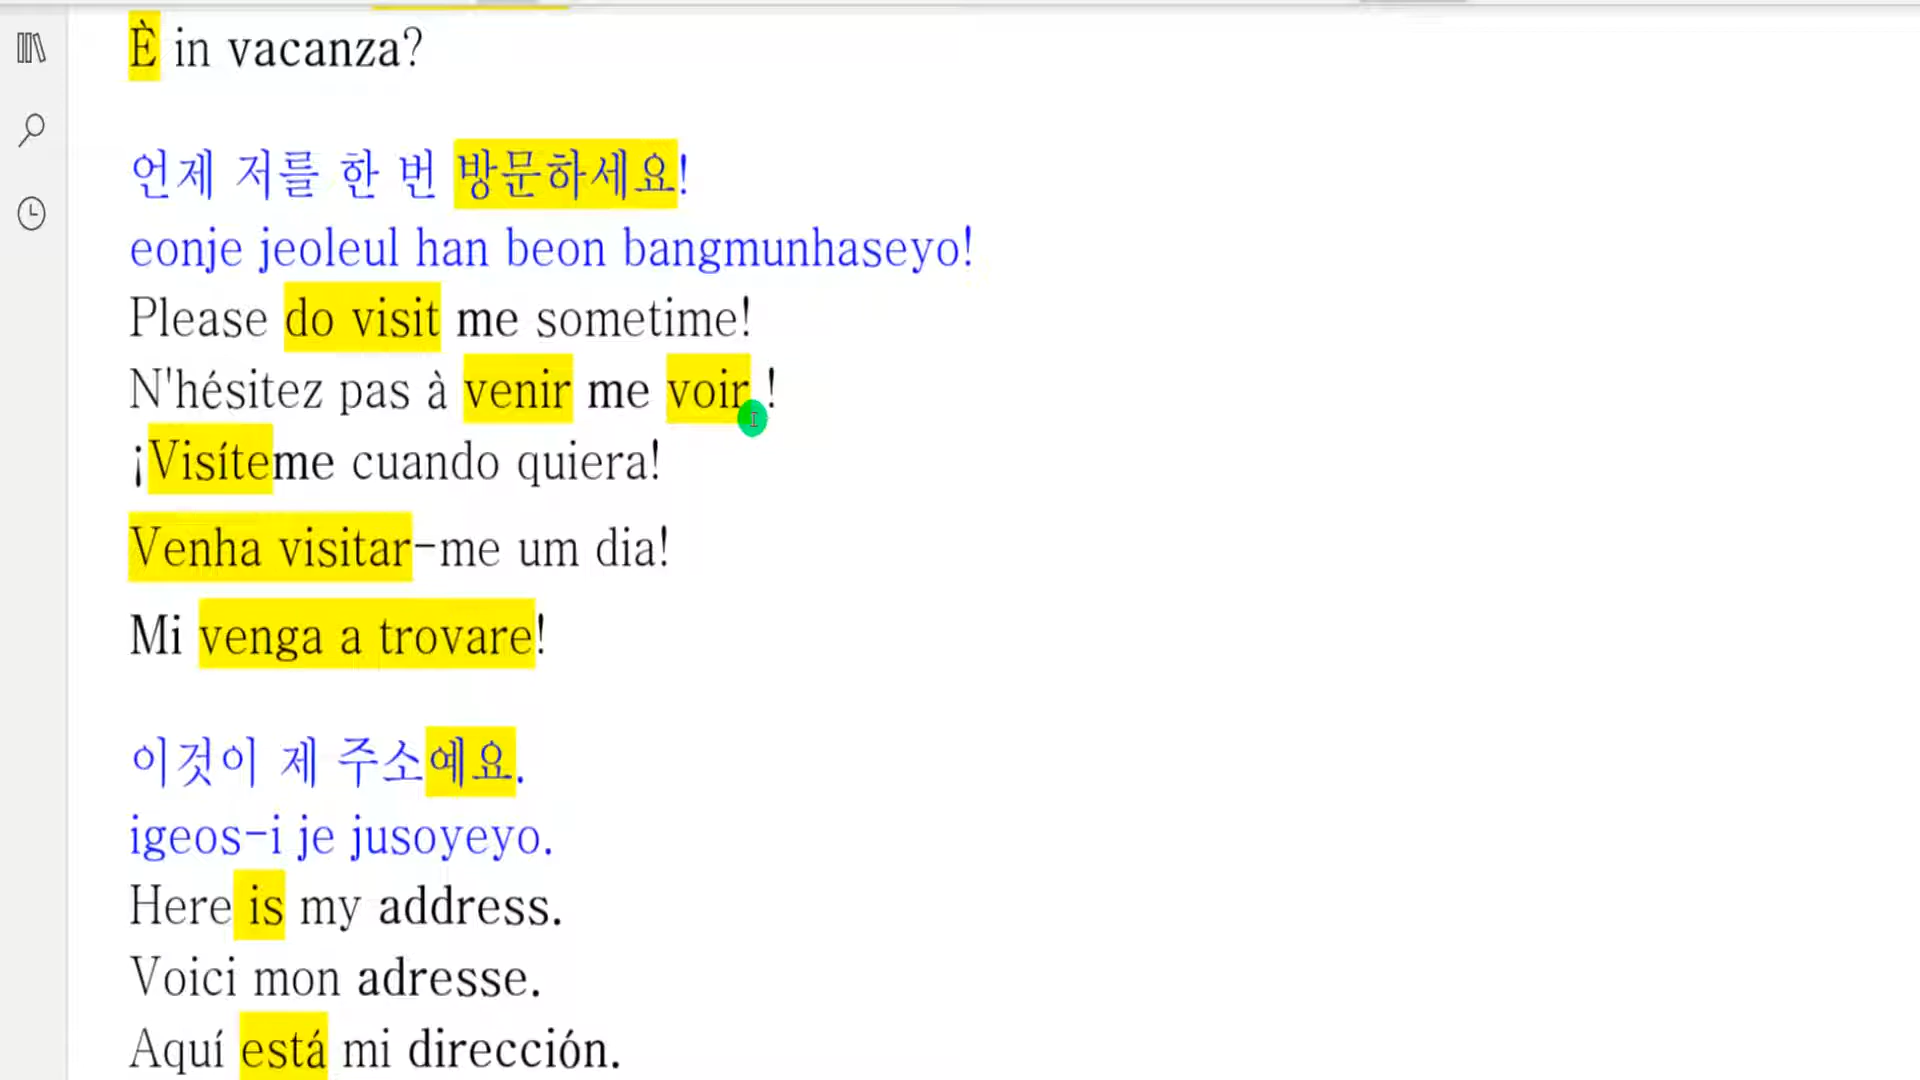 È in vacanza?
언제 저를 한 번 방문하세요!
eonje jeoleul han beon bangmunhaseyo!
Please do visit me sometime!
N'hésitez pas à venir me voir !
¡Visíteme cuando quiera!
Venha visitar-me um dia!
Mi venga a trovare!
이것이 제 주소예요.
igeos-i je jusoyeyo.
Here is my address.
Voici mon adresse.
Aquí está mi dirección.